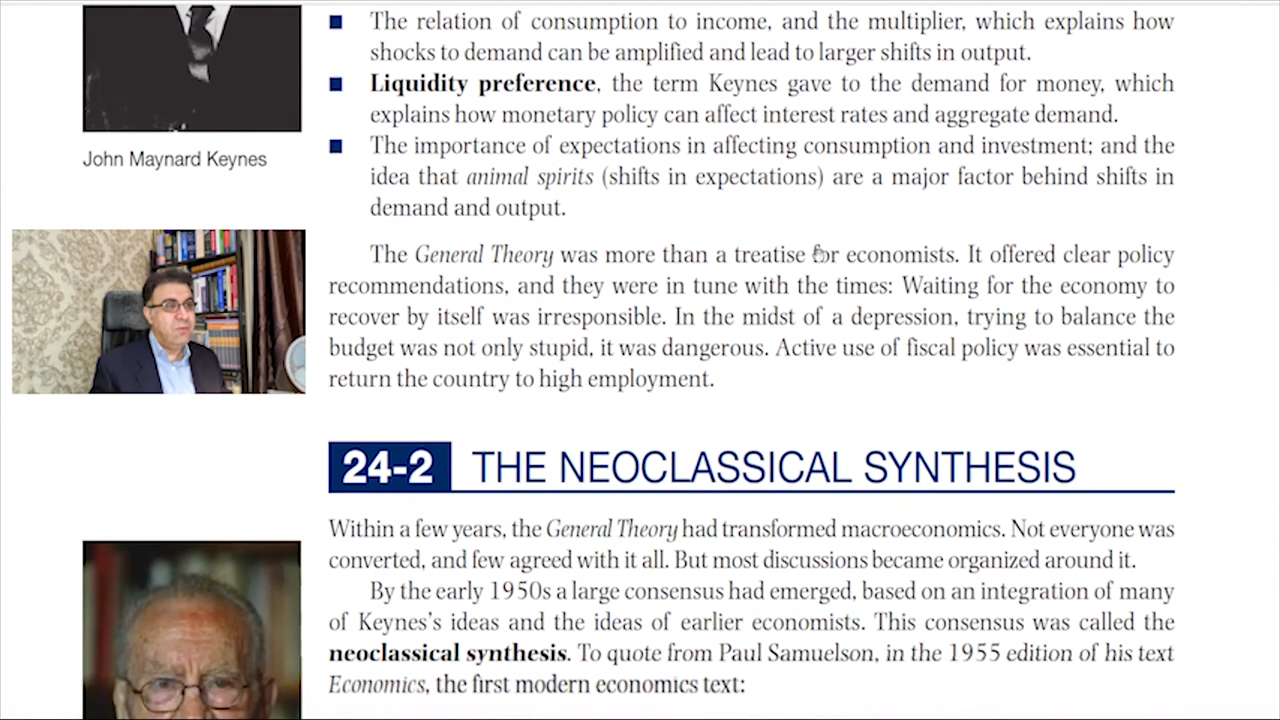 The relation of consumption to income, and the multiplier, which explains how
shocks to demand can be amplified and lead to larger shifts in output.
Liquidity preference, the term Keynes gave to the demand for money, which
explains how monetary policy can affect interest rates and aggregate demand.
John Maynard Keynes
The importance of expectations in affecting consumption and investment; and the
idea that animal spirits (shifts in expectations) are a major factor behind shifts in
demand and output.
The General Theory was more than a treatise for economists. It offered clear policy
recommendations, and they were in tune with the times: Waiting for the economy to
recover by itself was irresponsible. In the midst of a depression, trying to balance the
budget was not only stupid, it was dangerous. Active use of fiscal policy was essential to
return the country to high employment.
24-2 THE NEOCLASSICAL SYNTHESIS
Within a few years, the General Theory had transformed macroeconomics. Not everyone was
converted, and few agreed with it all. But most discussions became organized around it.
By the early 1950s a large consensus had emerged, based on an integration of many
of Keynes's ideas and the ideas of earlier economists. This consensus was called the
neoclassical synthesis. To quote from Paul Samuelson, in the 1955 edition of his text
Economics, the first modern economics text: